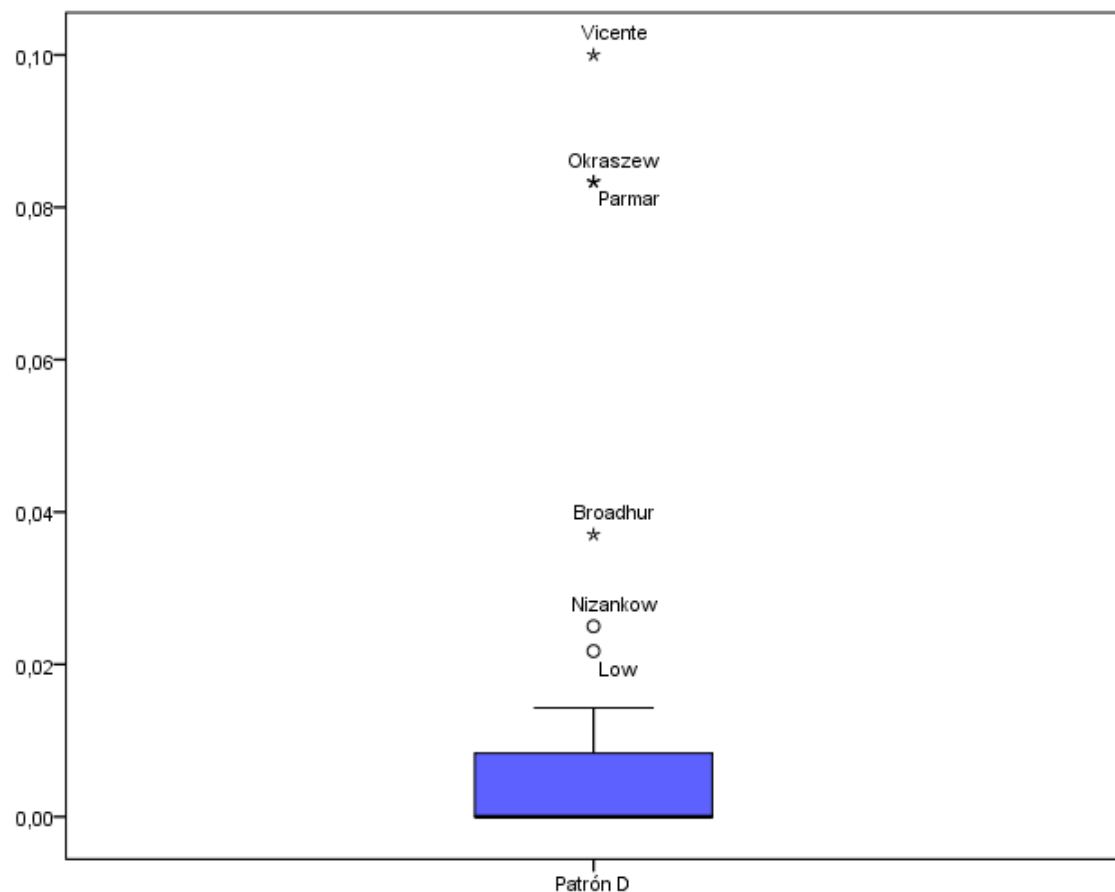 Vicente
0,10
Okraszew
0,08
Parmar
0,06
0,04
Broadhur
Nizankow
0,02
Low
0,00
Patrón D